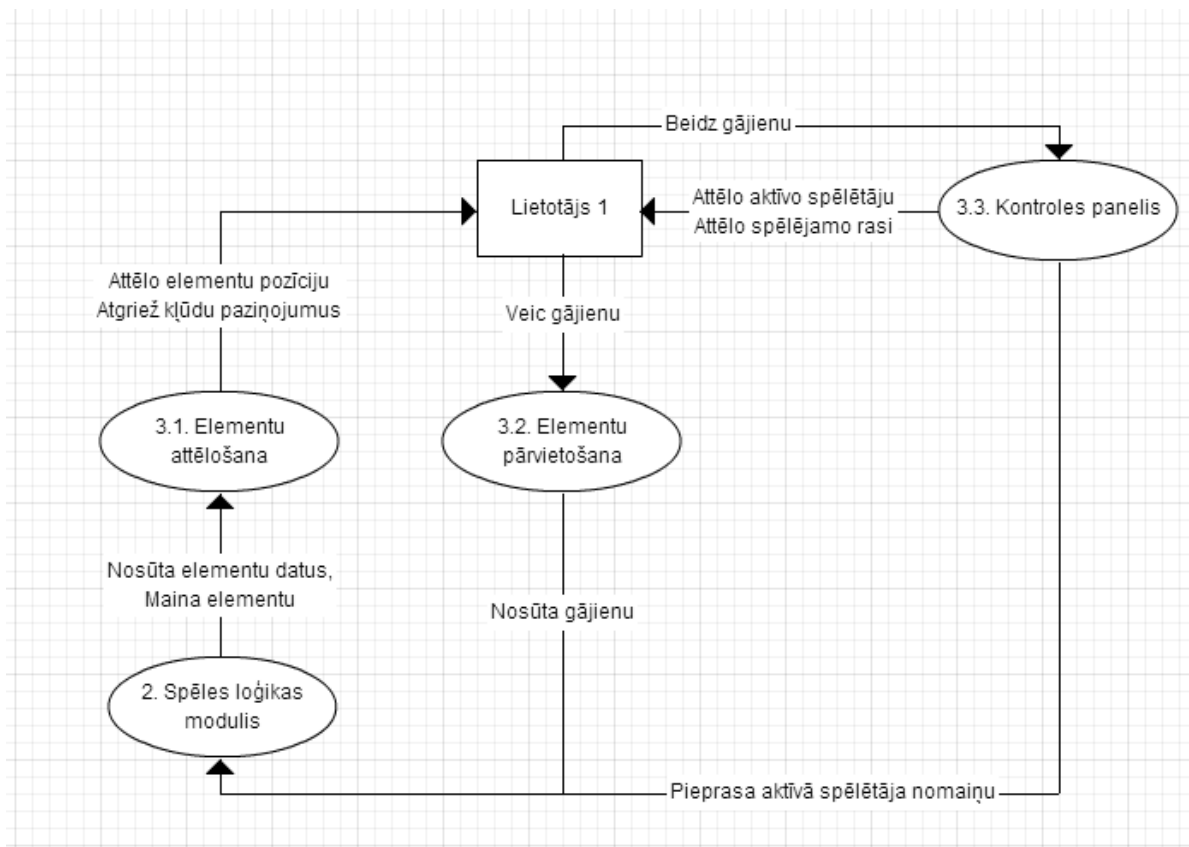 Beidz gājienu
Lietotājs 1
Attēlo aktīvo spēlētāju
Attēlo spēlējamo rasi
3.3. Kontroles panelis
Attēlo elementu pozīciju
Atgriež kļūdu paziņojumus
Veic gājienu
3.1. Elementu
attēlošana
3.2. Elementu
pārvietošana
Nosūta elementu datus,
Maina elementu
Nosūta gājienu
2. Spēles loģikas
modulis
Pieprasa aktīvā spēlētāja nomaiņu